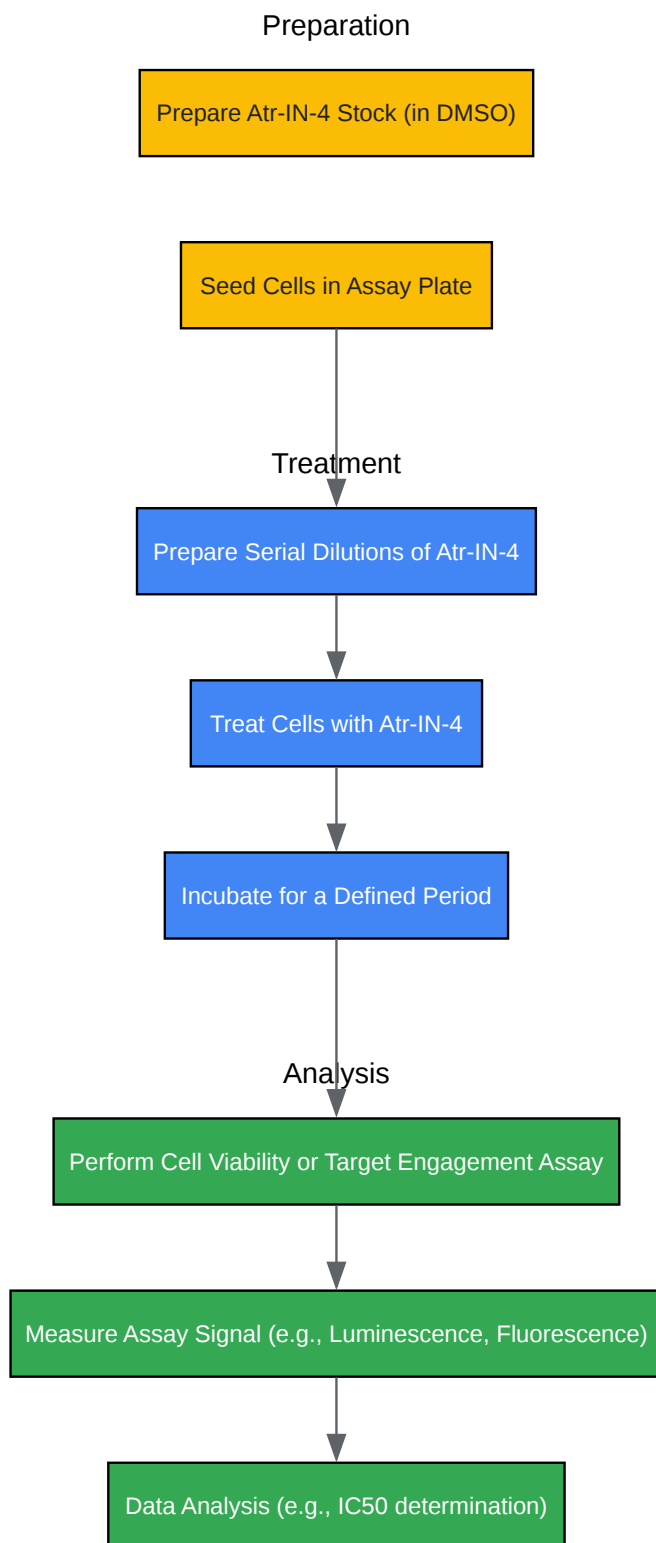 Preparation
Prepare Atr-IN-4 Stock (in DMSO)
Seed Cells in Assay Plate
Treatment
Prepare Serial Dilutions of Atr-IN-4
Treat Cells with Atr-IN-4
Incubate for a Defined Period
Analysis
Perform Cell Viability or Target Engagement Assay
Measure Assay Signal (e.g., Luminescence, Fluorescence)
Data Analysis (e.g., IC50 determination)